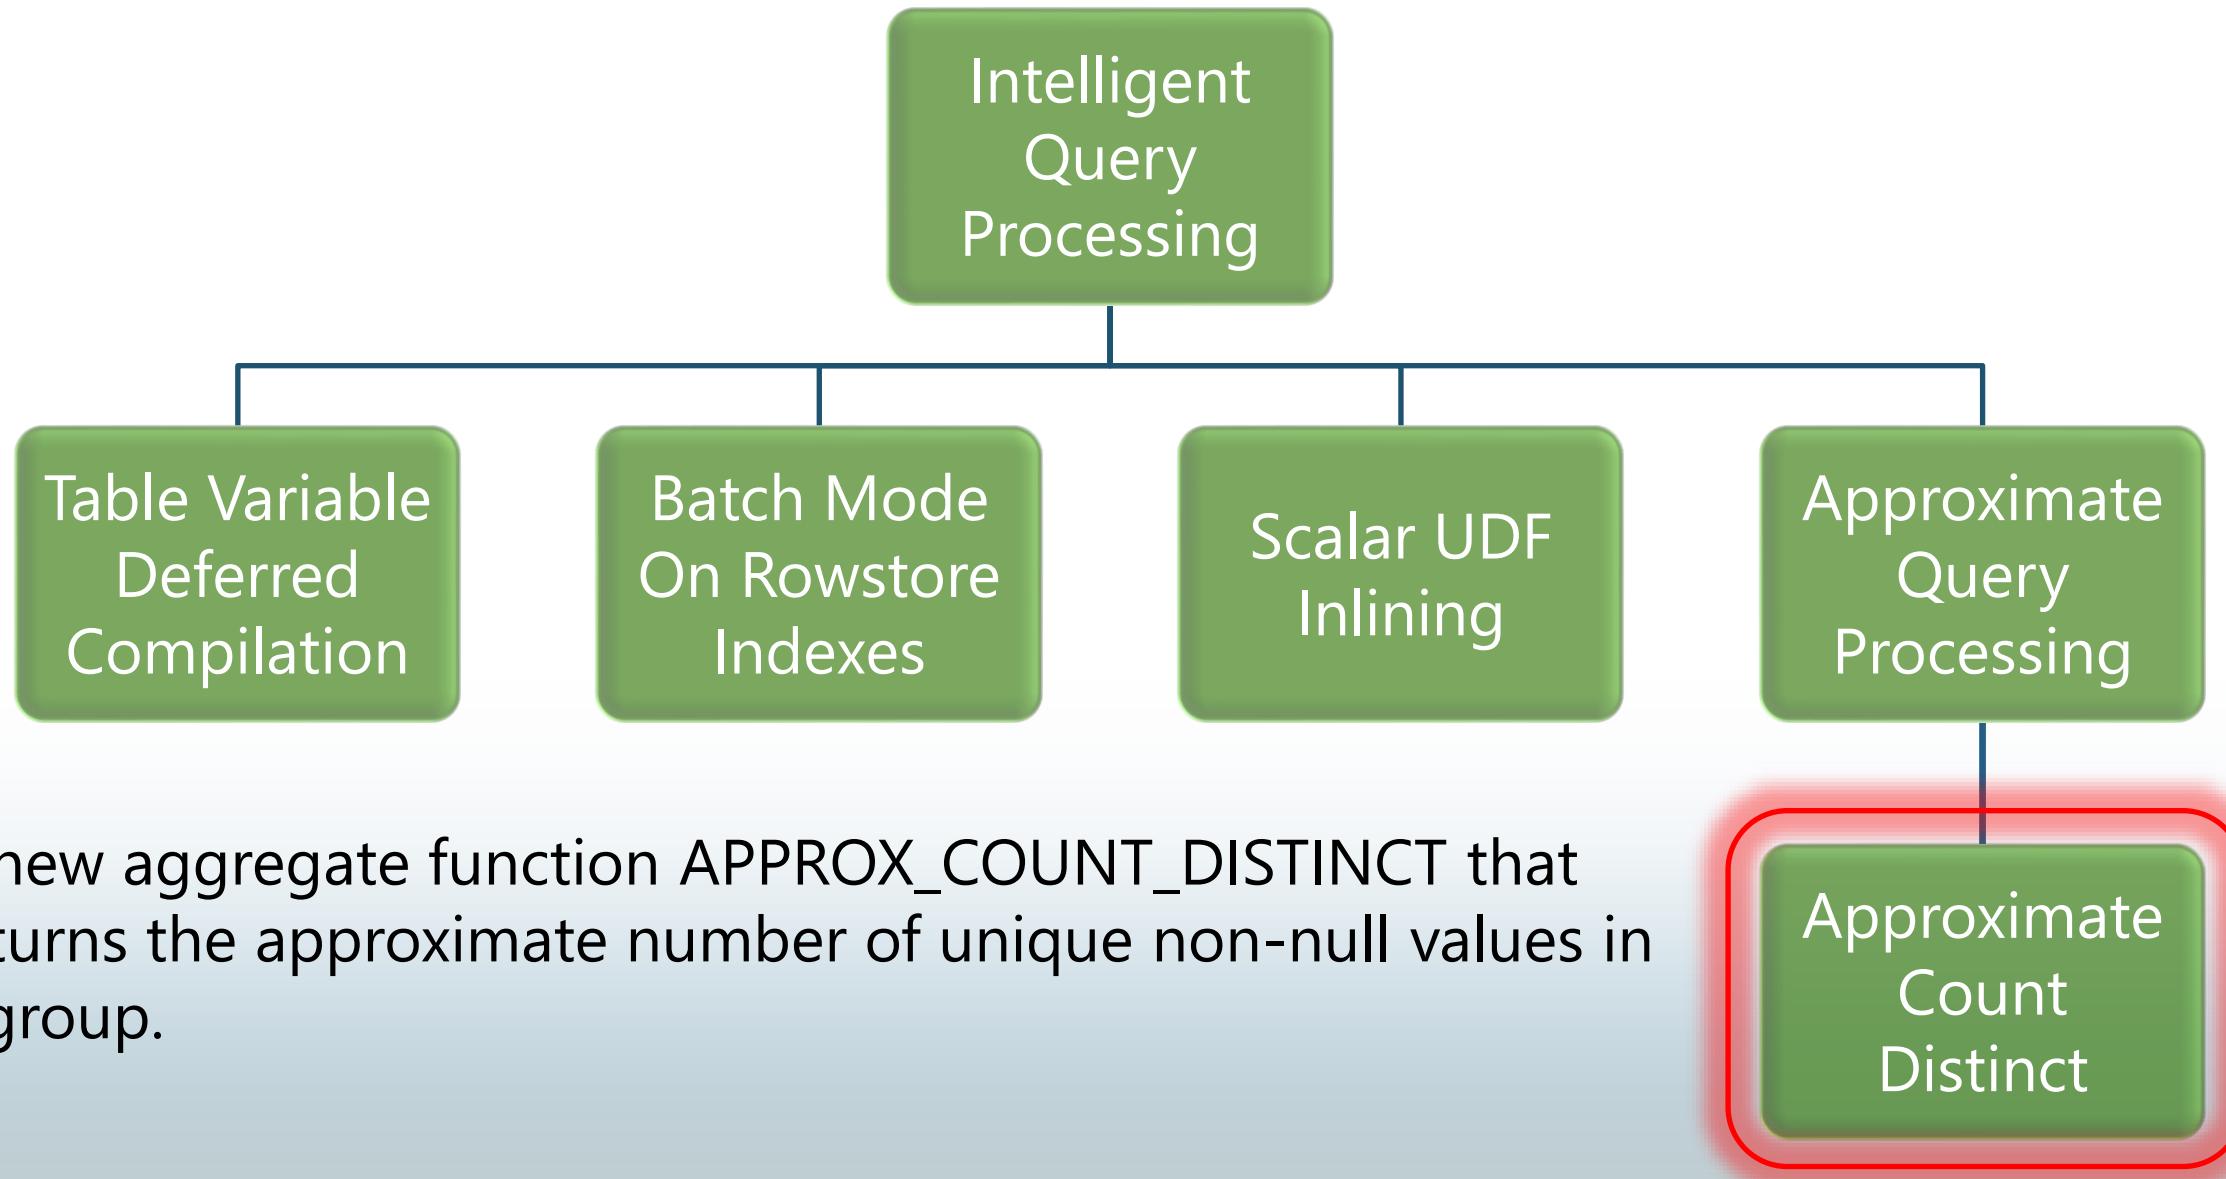 Intelligent
Query
Processing
Table Variable
Deferred
Compilation
Batch Mode
On Rowstore
Indexes
Scalar UDF
Inlining
Approximate
Query
Processing
new aggregate function APPROX_COUNT_DISTINCT that
turns the approximate number of unique non-null values in
group.
Approximate
Count
Distinct